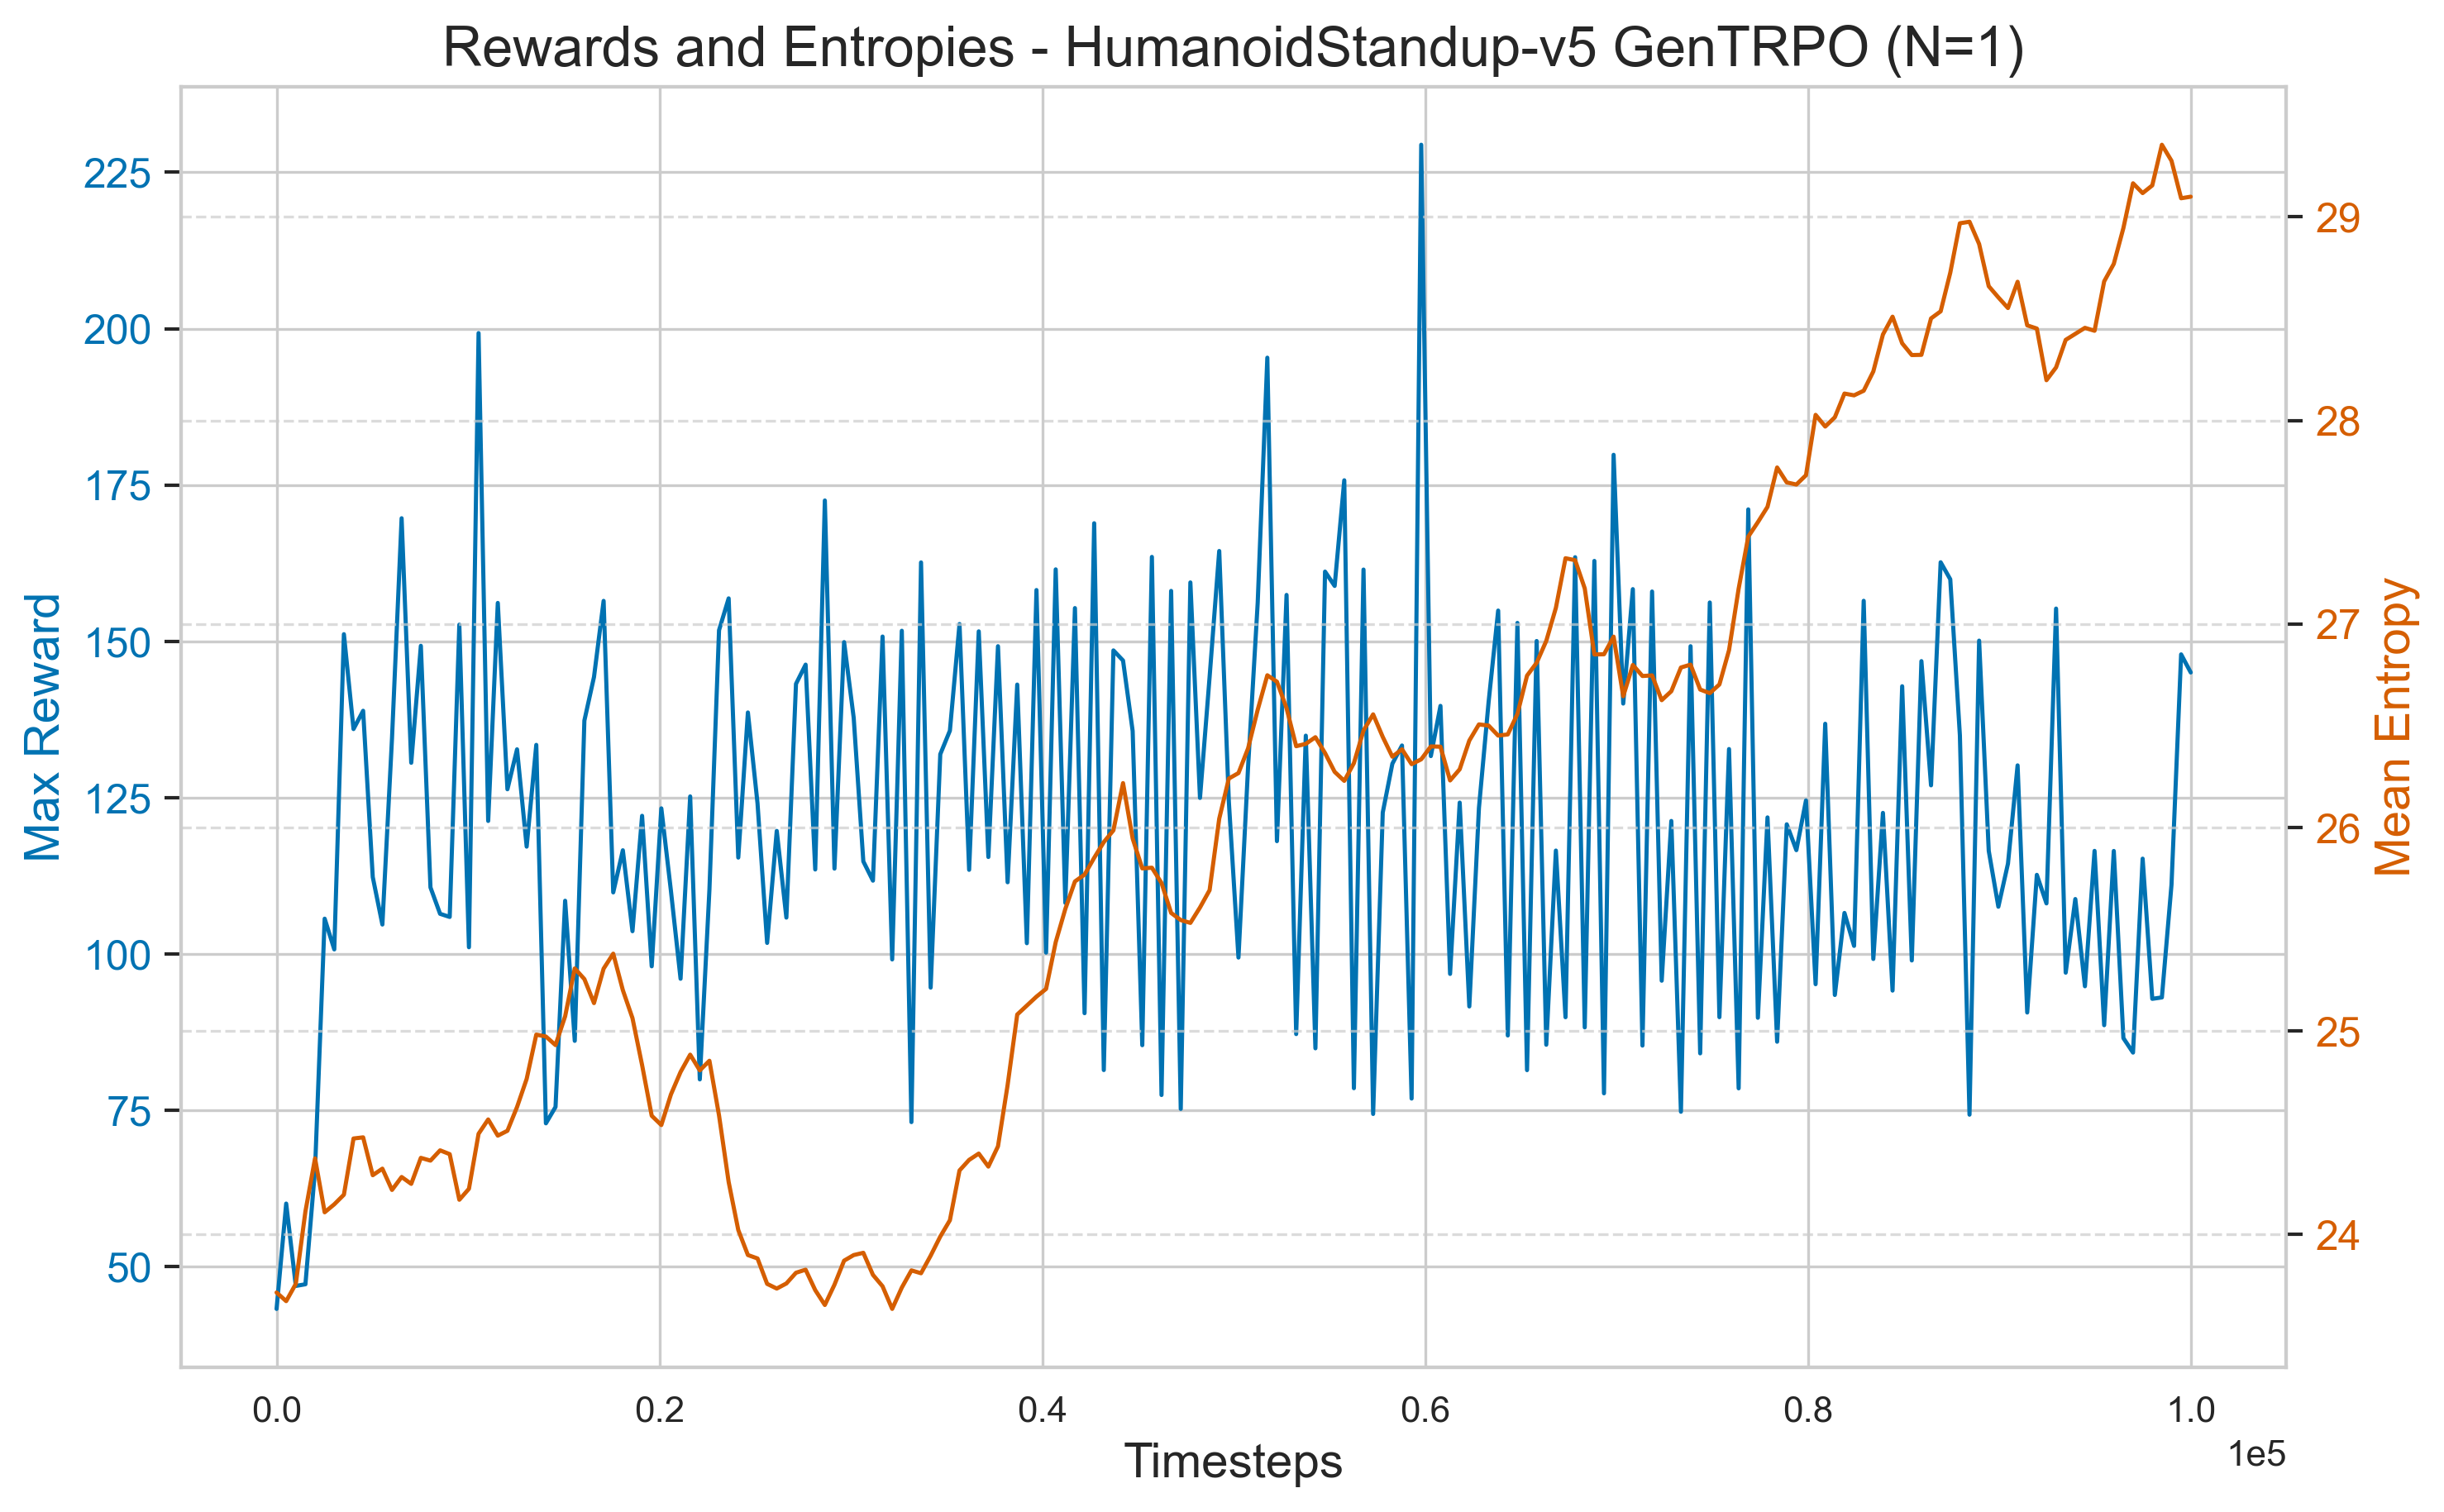 Rewards and Entropies - HumanoidStandup-v5 GenTRPO (N=1)
225
200
175
150
125
100
75
50
Max Reward
29
28
27
26
25
24
Mean Entropy
0.0 0.2 0.4 0.6 0.8 1.0
1e5
Timesteps